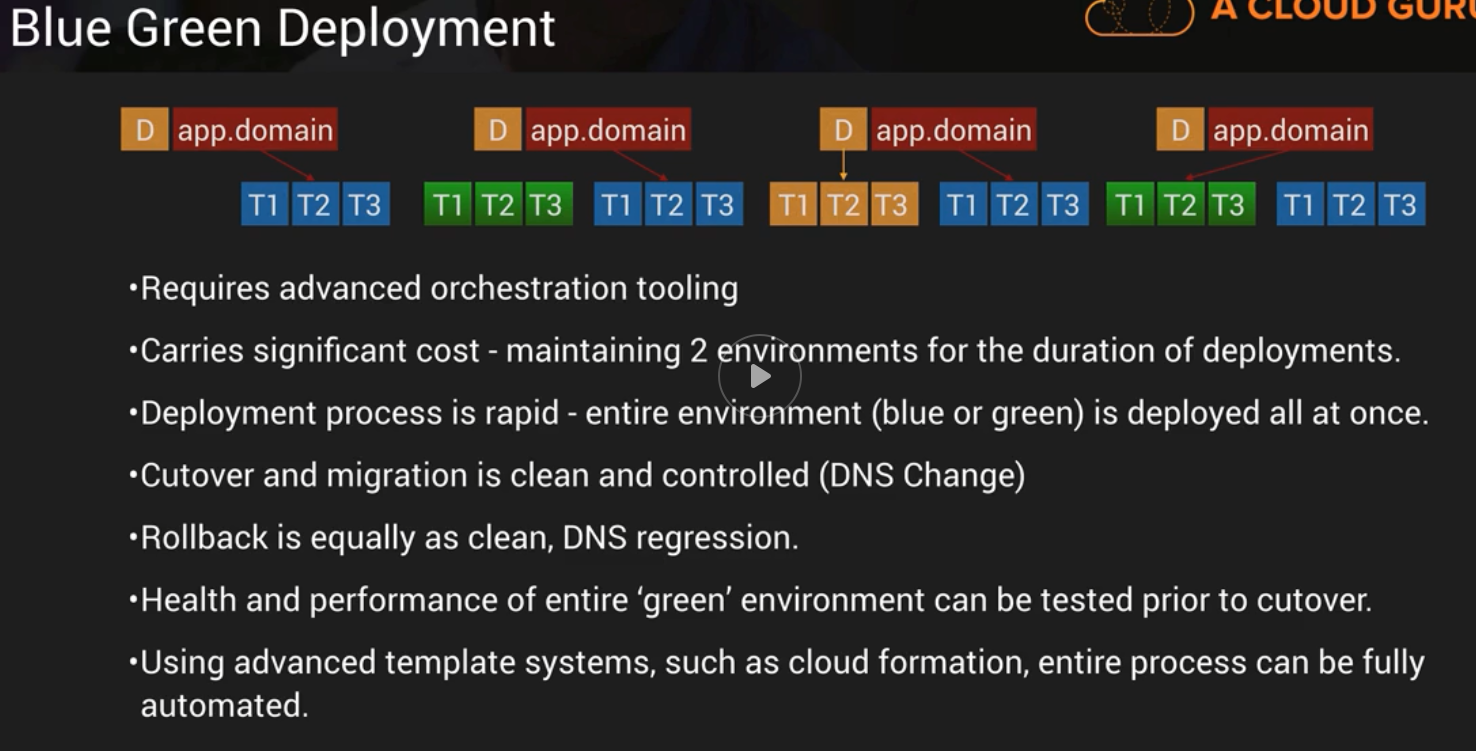 Blue Green Deployment
A CLOUD GURU
D app.domain D app.domain D app.domain D app.domain
T1 T2 T3 T1 T2 T3 T1 T2 T3 T1 T2 T3 T1 T2 T3 T1 T2 T3 T1 T2 T3
•Requires advanced orchestration tooling
•Carries significant cost - maintaining 2 environments for the duration of deployments.
•Deployment process is rapid - entire environment (blue or green) is deployed all at once.
•Cutover and migration is clean and controlled (DNS Change)
•Rollback is equally as clean, DNS regression.
•Health and performance of entire ‘green’ environment can be tested prior to cutover.
•Using advanced template systems, such as cloud formation, entire process can be fully
automated.